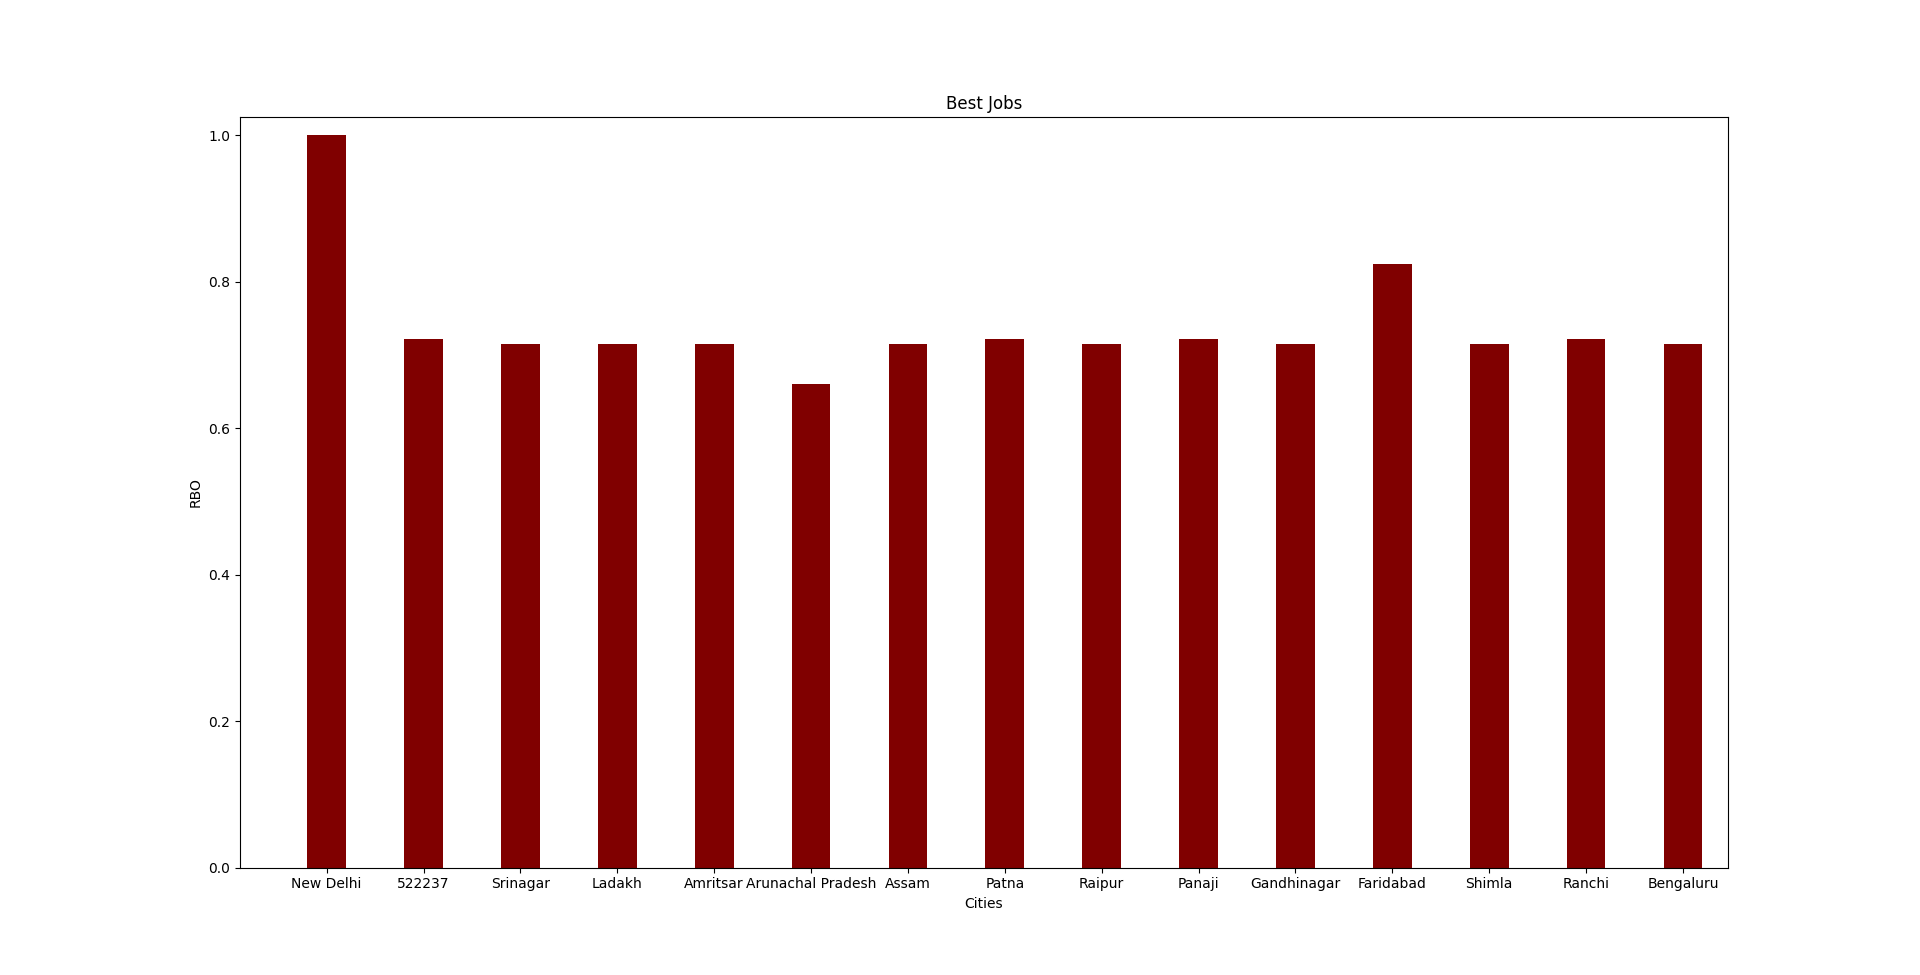 Best Jobs
1.0
0.8
0.6
0.4
0.2
0.0
RBO
New Delhi 522237 Srinagar Ladakh Amritsar Arunachal Pradesh Assam Patna Raipur Panaji Gandhinagar Faridabad Shimla Ranchi Bengaluru
Cities